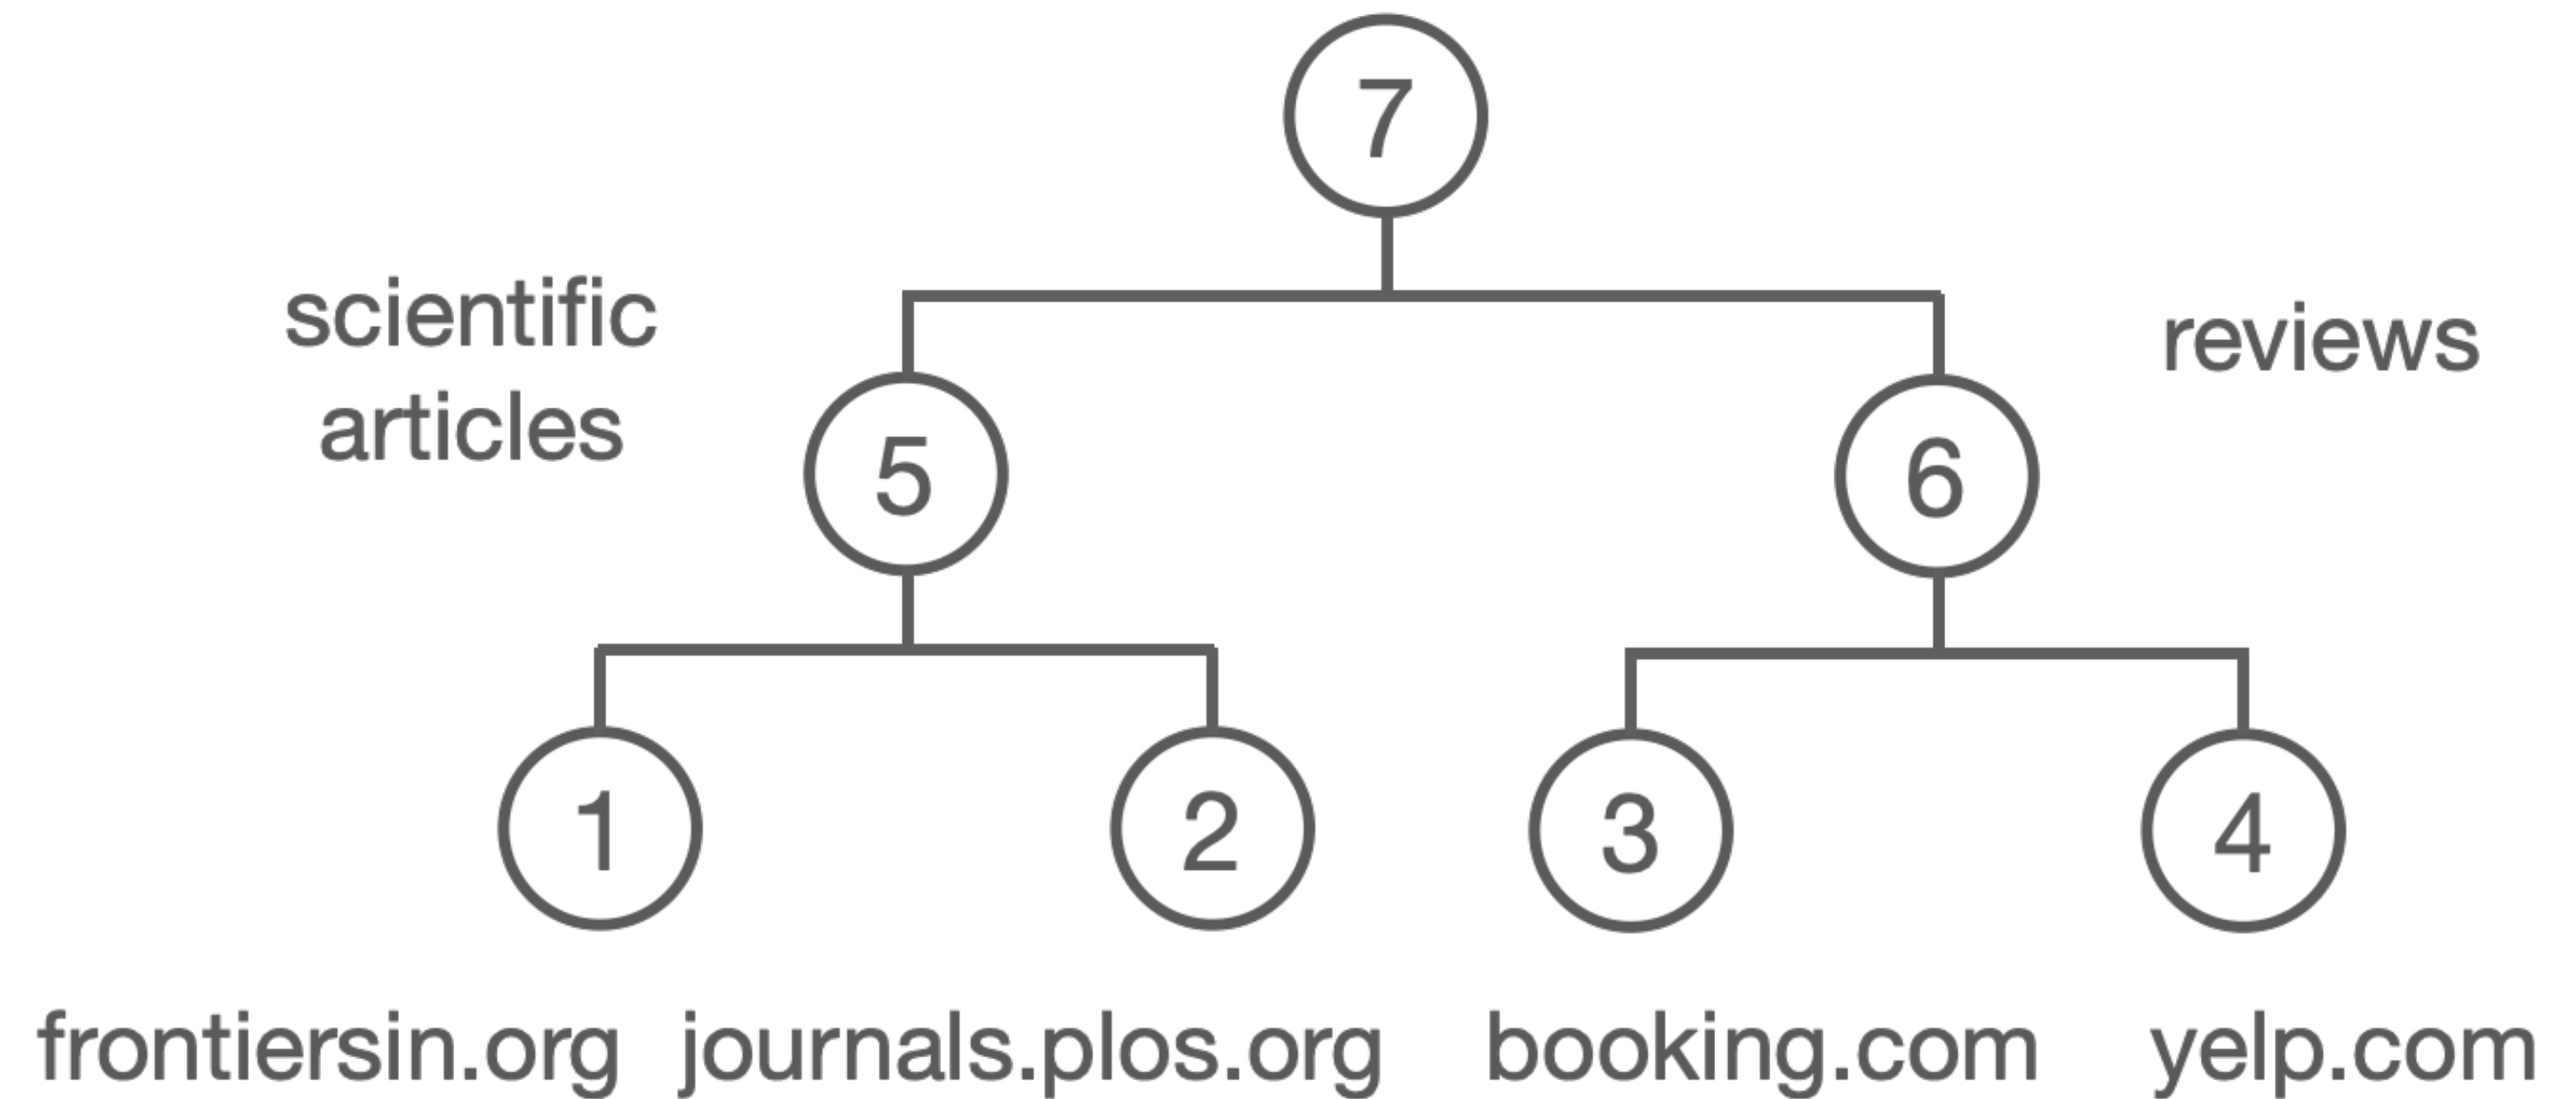 7
scientific
articles
reviews
5
6
1
2
3
4
frontiersin.org
journals.plos.org
booking.com
yelp.com